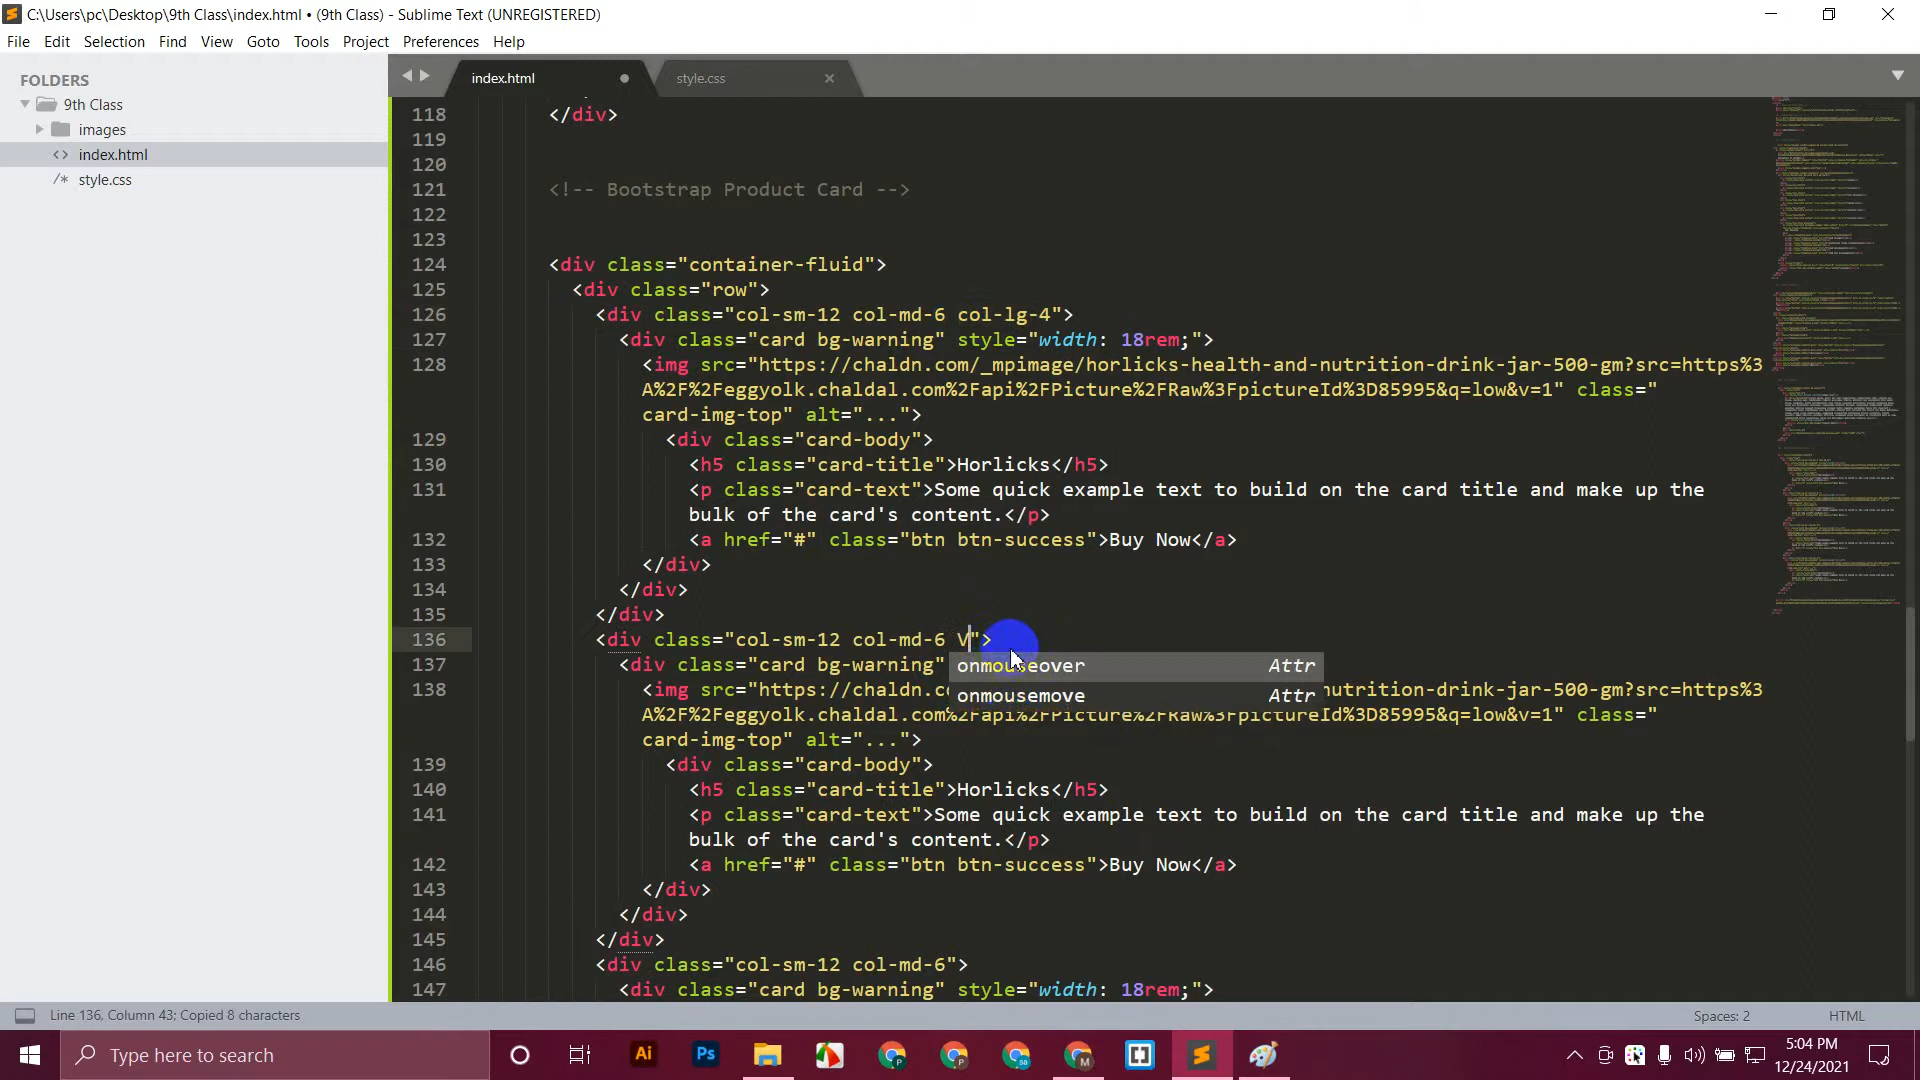 C:\Users\pc\Desktop\9th Class\index.html • (9th Class) - Sublime Text (UNREGISTERED)
File Edit Selection Find View Goto Tools Project Preferences Help
FOLDERS
9th Class
images
<> index.html
/* style.css
index.html
style.css
118 </div>
119
120
121 <!-- Bootstrap Product Card -->
122
123
124 <div class="container-fluid">
125 <div class="row">
126 <div class="col-sm-12 col-md-6 col-lg-4">
127 <div class="card bg-warning" style="width: 18rem;">
128 <img src="https://chaldn.com/_mpimage/horlicks-health-and-nutrition-drink-jar-500-gm?src=https%3
A%2F%2Feggyolk.chaldal.com%2Fapi%2FPicture%2FRaw%3FpictureId%3D85995&q=low&v=1" class="
card-img-top" alt="...">
129 <div class="card-body">
130 <h5 class="card-title">Horlicks</h5>
131 <p class="card-text">Some quick example text to build on the card title and make up the
bulk of the card's content.</p>
132 <a href="#" class="btn btn-success">Buy Now</a>
133 </div>
134 </div>
135 </div>
136 <div class="col-sm-12 col-md-6 V">
137 <div class="card bg-warning"
onmouseover Attr
138 <img src="https://chaldn.c
onmousemove Attr
utrition-drink-jar-500-gm?src=https%3
A%2F%2Feggyolk.chaldal.com%2Fapi%2FPicture%2FRaw%3FpictureId%3D85995&q=low&v=1" class="
card-img-top" alt="...">
139 <div class="card-body">
140 <h5 class="card-title">Horlicks</h5>
141 <p class="card-text">Some quick example text to build on the card title and make up the
bulk of the card's content.</p>
142 <a href="#" class="btn btn-success">Buy Now</a>
143 </div>
144 </div>
145 </div>
146 <div class="col-sm-12 col-md-6">
147 <div class="card bg-warning" style="width: 18rem;">
Line 136, Column 43; Copied 8 characters
Spaces: 2 HTML
Type here to search
Ai
Ps
5:04 PM
12/24/2021